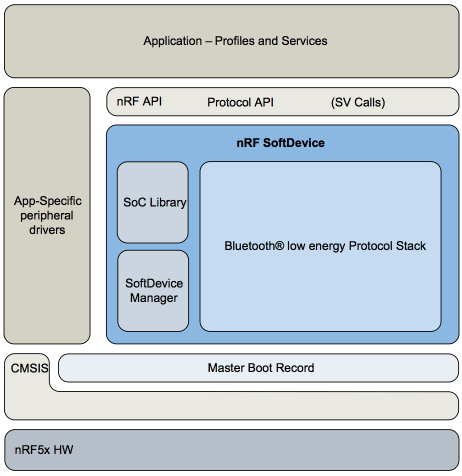 Application – Profiles and Services
nRF API Protocol API (SV Calls)
nRF SoftDevice
App-Specific
peripheral
drivers
SoC Library
Bluetooth® low energy Protocol Stack
SoftDevice
Manager
CMSIS
Master Boot Record
nRF5x HW